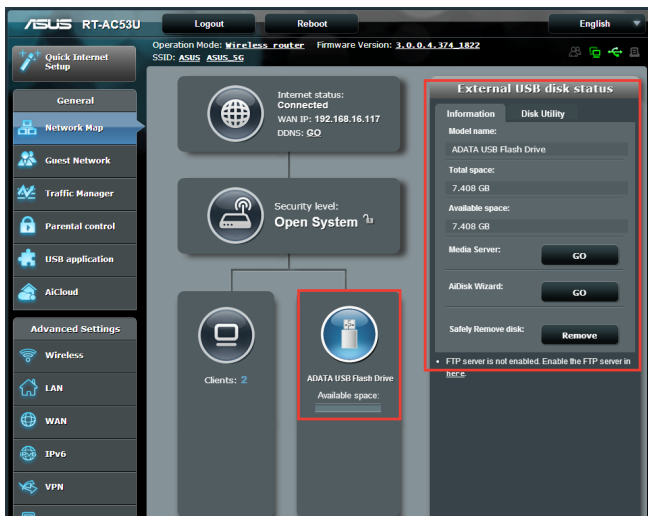 ASUS RT-AC53U
Logout
Reboot
English
Quick Internet
Setup
Operation Mode: Wireless router Firmware Version: 3.0.0.4.374_1822
SSID: ASUS ASUS_5G
General
Network Map
Guest Network
Traffic Manager
Parental control
USB application
AiCloud
Advanced Settings
Wireless
LAN
WAN
IPv6
VPN
Internet status:
Connected
WAN IP: 192.168.16.117
DDNS: GO
Security level:
Open System
Clients: 2
ADATA USB Flash Drive
Available space:
External USB disk status
Information
Disk Utility
Model name:
ADATA USB Flash Drive
Total space:
7.408 GB
Available space:
7.408 GB
Media Server:
GO
AiDisk Wizard:
GO
Safely Remove disk:
Remove
• FTP server is not enabled. Enable the FTP server in
here.